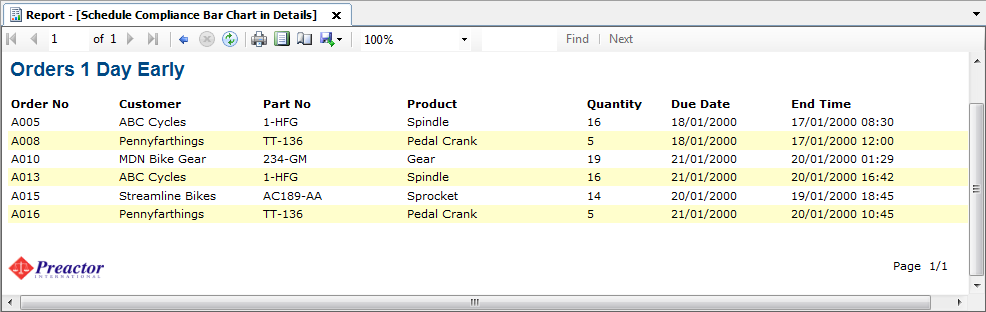 Report - [Schedule Compliance Bar Chart in Details]
1 of 1 100% Find Next
Orders 1 Day Early
Order No Customer Part No Product Quantity Due Date End Time
A005 ABC Cycles 1-HFG Spindle 16 18/01/2000 17/01/2000 08:30
A008 Pennyfarthings TT-136 Pedal Crank 5 18/01/2000 17/01/2000 12:00
A010 MDN Bike Gear 234-GM Gear 19 21/01/2000 20/01/2000 01:29
A013 ABC Cycles 1-HFG Spindle 16 21/01/2000 20/01/2000 16:42
A015 Streamline Bikes AC189-AA Sprocket 14 20/01/2000 19/01/2000 18:45
A016 Pennyfarthings TT-136 Pedal Crank 5 21/01/2000 20/01/2000 10:45
Preactor
INTERNATIONAL
Page 1/1